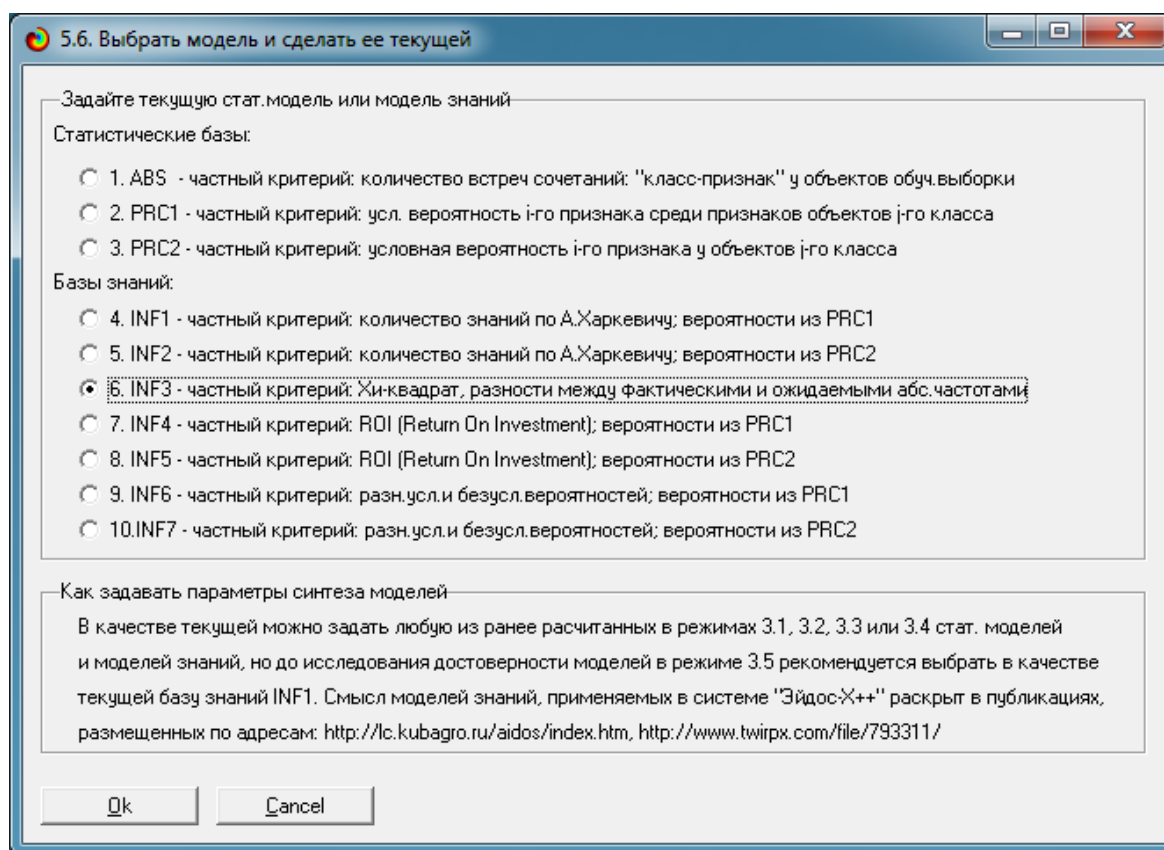 5.6. Выбрать модель и сделать ее текущей
Задайте текущую стат.модель или модель знаний
Статистические базы:
1. ABS - частный критерий: количество встреч сочетаний: "класс-признак" у объектов обуч.выборки
2. PRC1 - частный критерий: усл. вероятность i-го признака среди признаков объектов j-го класса
3. PRC2 - частный критерий: условная вероятность i-го признака у объектов j-го класса
Базы знаний:
4. INF1 - частный критерий: количество знаний по А.Харкевичу; вероятности из PRC1
5. INF2 - частный критерий: количество знаний по А.Харкевичу; вероятности из PRC2
6. INF3 - частный критерий: Хи-квадрат, разности между фактическими и ожидаемыми абс.частотами
7. INF4 - частный критерий: ROI (Return On Investment); вероятности из PRC1
8. INF5 - частный критерий: ROI (Return On Investment); вероятности из PRC2
9. INF6 - частный критерий: разн.усл.и безусл.вероятностей; вероятности из PRC1
10.INF7 - частный критерий: разн.усл.и безусл.вероятностей; вероятности из PRC2
Как задавать параметры синтеза моделей
В качестве текущей можно задать любую из ранее расчитанных в режимах 3.1, 3.2, 3.3 или 3.4 стат. моделей
и моделей знаний, но до исследования достоверности моделей в режиме 3.5 рекомендуется выбрать в качестве
текущей базу знаний INF1. Смысл моделей знаний, применяемых в системе "Эйдос-Х++" раскрыт в публикациях,
размещенных по адресам: http://lc.kubagro.ru/aidos/index.htm, http://www.twirpx.com/file/793311/
Ok
Cancel